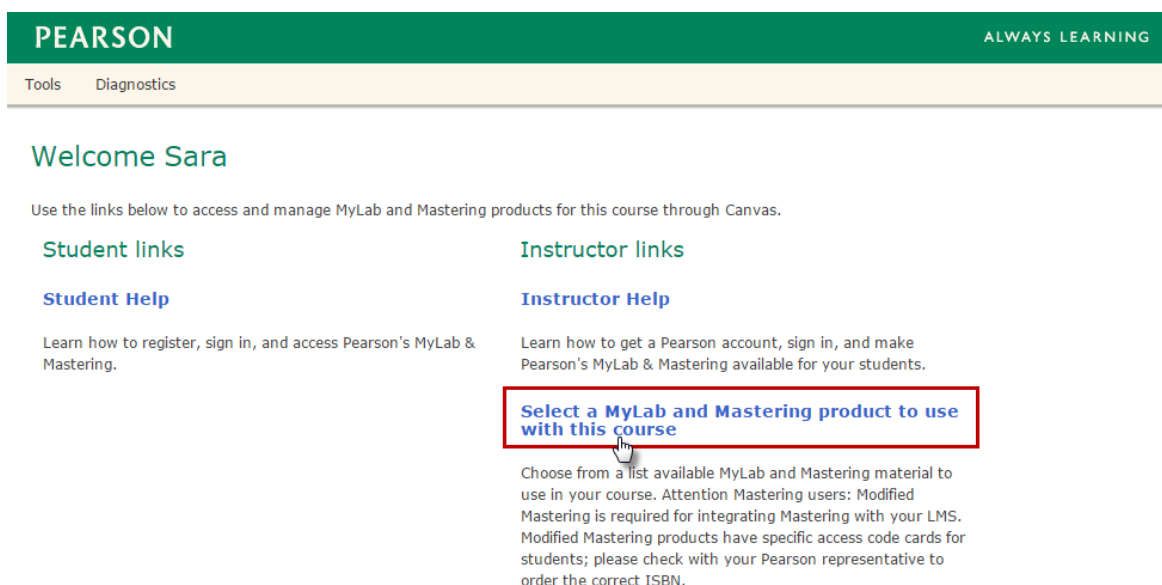 PEARSON
ALWAYS LEARNING
Tools
Diagnostics
Welcome Sara
Use the links below to access and manage MyLab and Mastering products for this course through Canvas.
Student links
Student Help
Learn how to register, sign in, and access Pearson's MyLab &
Mastering.
Instructor links
Instructor Help
Learn how to get a Pearson account, sign in, and make
Pearson's MyLab & Mastering available for your students.
Select a MyLab and Mastering product to use
with this course
Choose from a list available MyLab and Mastering material to
use in your course. Attention Mastering users: Modified
Mastering is required for integrating Mastering with your LMS.
Modified Mastering products have specific access code cards for
students; please check with your Pearson representative to
order the correct ISBN.